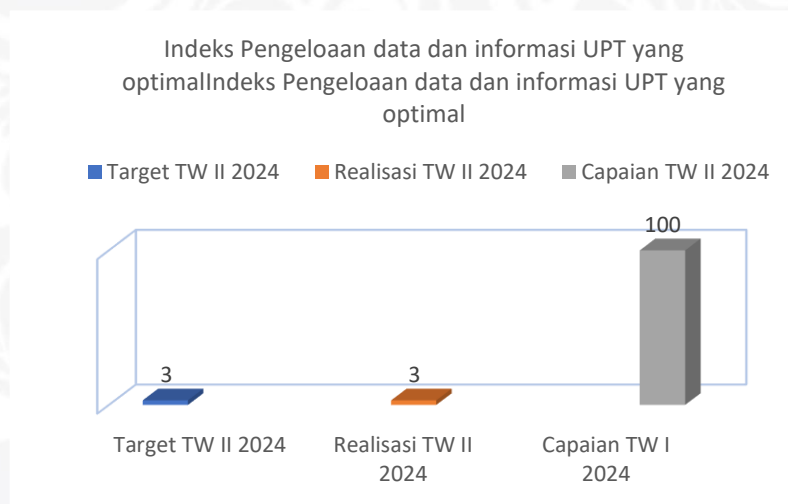 Indeks Pengeloaan data dan informasi UPT yang
optimalIndeks Pengeloaan data dan informasi UPT yang
optimal
Target TW II 2024 Realisasi TW II 2024 Capaian TW II 2024
100
3 3
Target TW II 2024 Realisasi TW II
2024 Capaian TW I
2024